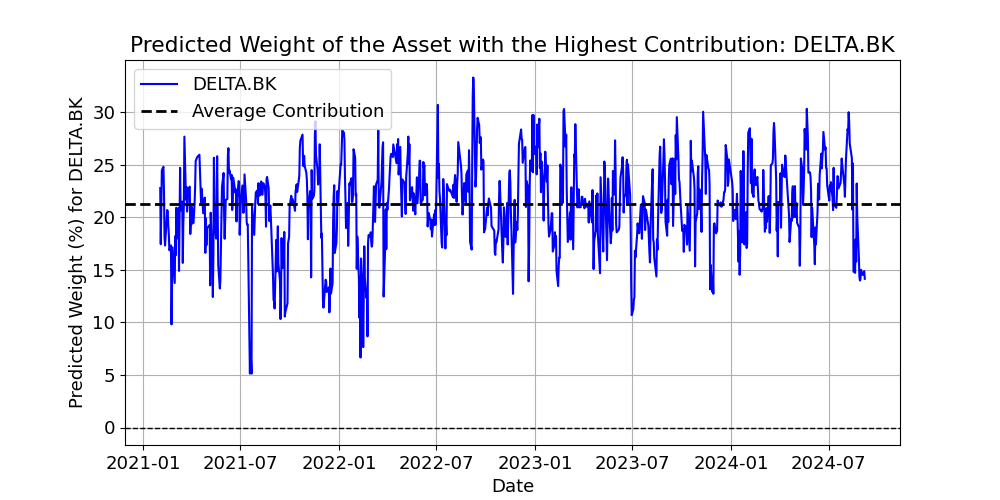 Predicted Weight of the Asset with the Highest Contribution: DELTA.BK
DELTA.BK
Average Contribution
Predicted Weight (%) for DELTA.BK
30
25
20
15
10
5
0
2021-01 2021-07 2022-01 2022-07 2023-01 2023-07 2024-01 2024-07
Date